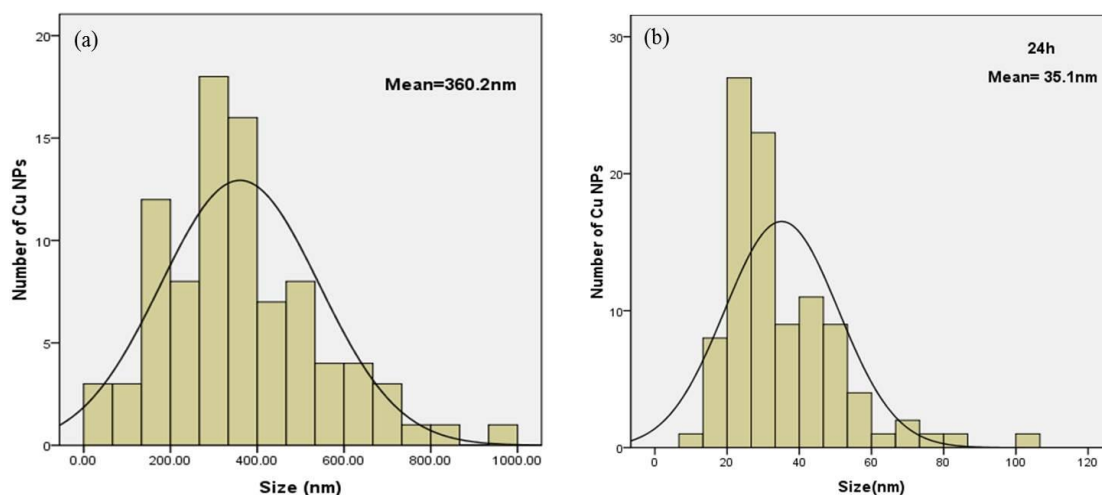 (a)
Mean=360.2nm
Number of Cu NPs
20
15
10
5
0
0.00 200.00 400.00 600.00 800.00 1000.00
Size (nm)
(b)
24h
Mean= 35.1nm
Number of Cu NPs
30
20
10
0
0 20 40 60 80 100 120
Size(nm)